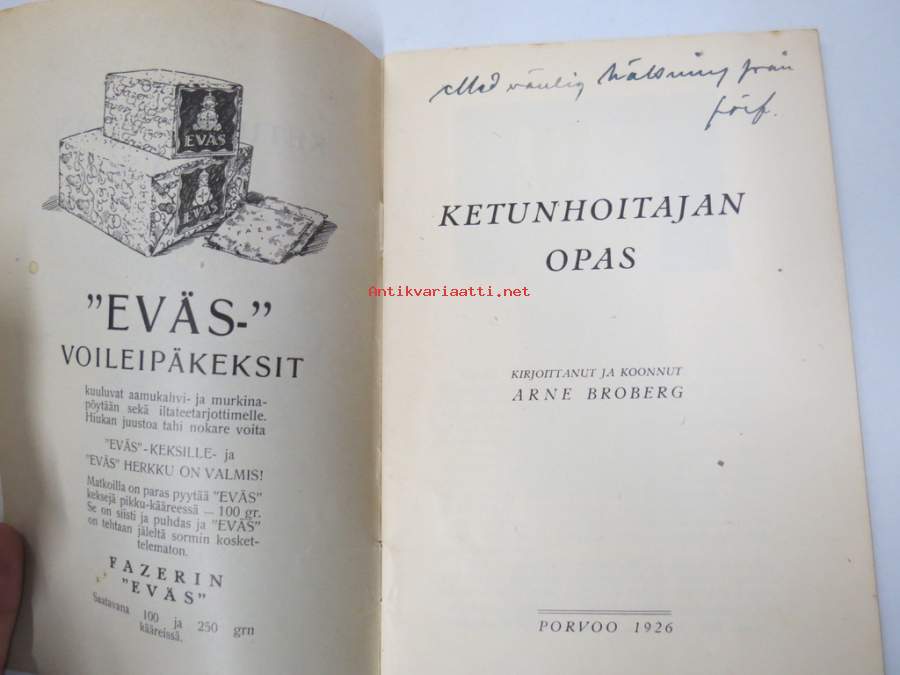 EVÄS
EVÄS
FAZER
"EVÄS-"
VOILEIPÄKEKSIT
kuuluvat aamukahvi- ja murkina-
pöytään sekä iltateetarjottimelle.
Hiukan juustoa tahi nokare voita
"EVÄS"-KEKSILLE- ja
"EVÄS" HERKKU ON VALMIS!
Matkoilla on paras pyytää "EVÄS"
keksejä pikku-kääreessä — 100 gr.
Se on siisti ja puhdas ja "EVÄS"
on tehtaan jäleltä sormin kosket-
telematon.
FAZERIN
"EVÄS"
Saatavana 100 ja 250 grn
kääreissä.
Med vänlig hälsning från
förf.
KETUNHOITAJAN
OPAS
Antikvariaatti.net
KIRJOITTANUT JA KOONNUT
ARNE BROBERG
PORVOO 1926